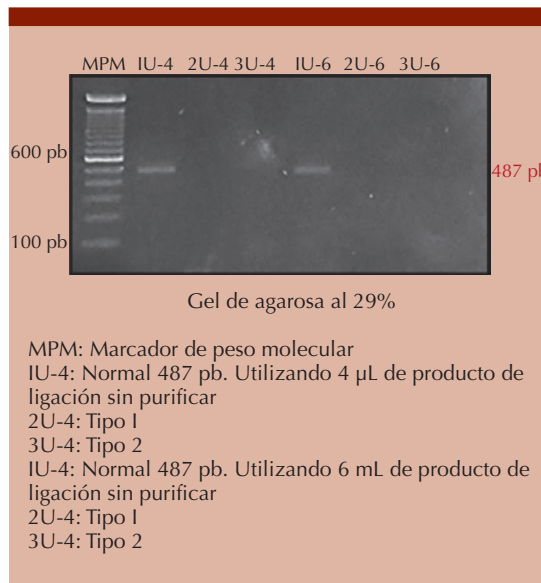 MPM IU-4 2U-4 3U-4 IU-6 2U-6 3U-6
600 pb
487 pb
100 pb
Gel de agarosa al 29%
MPM: Marcador de peso molecular
IU-4: Normal 487 pb. Utilizando 4 µL de producto de
ligación sin purificar
2U-4: Tipo I
3U-4: Tipo 2
IU-4: Normal 487 pb. Utilizando 6 mL de producto de
ligación sin purificar
2U-4: Tipo I
3U-4: Tipo 2